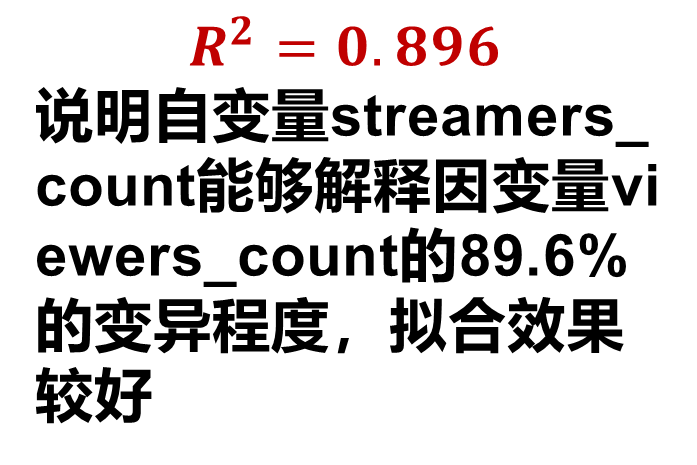 R² = 0.896
说明自变量streamers_
count能够解释因变量vi
ewers_count的89.6%
的变异程度，拟合效果
较好